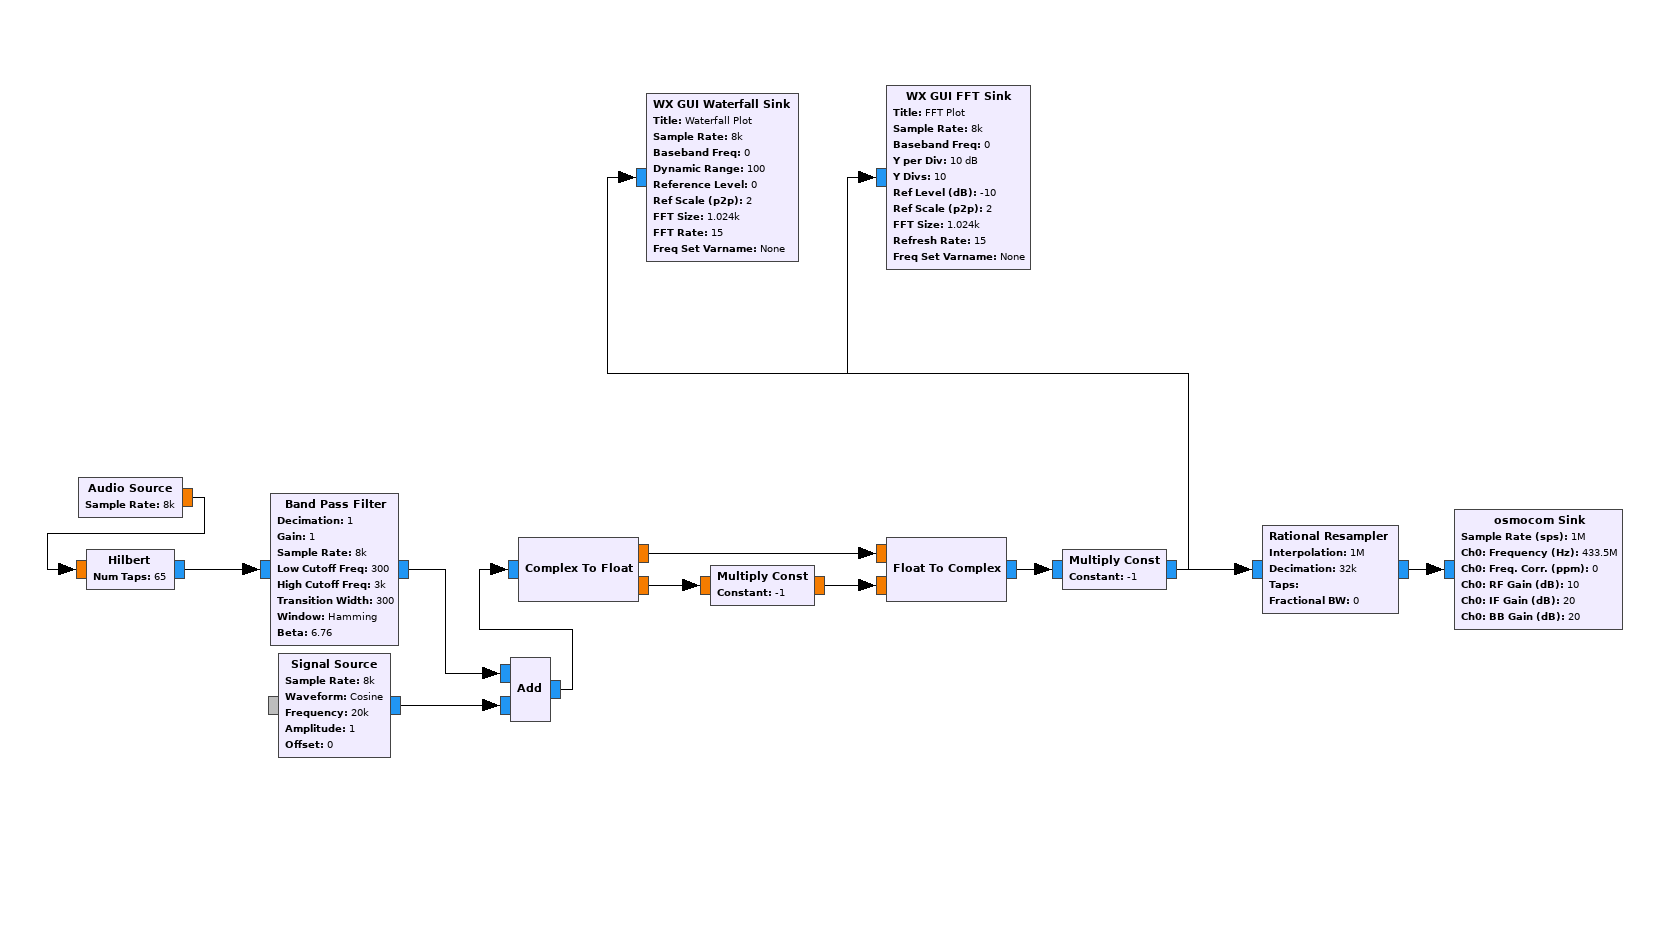 WX GUI Waterfall Sink
Title: Waterfall Plot
Sample Rate: 8k
Baseband Freq: 0
Dynamic Range: 100
Reference Level: 0
Ref Scale (p2p): 2
FFT Size: 1.024k
FFT Rate: 15
Freq Set Varname: None
WX GUI FFT Sink
Title: FFT Plot
Sample Rate: 8k
Baseband Freq: 0
Y per Div: 10 dB
Y Divs: 10
Ref Level (dB): -10
Ref Scale (p2p): 2
FFT Size: 1.024k
Refresh Rate: 15
Freq Set Varname: None
Audio Source
Sample Rate: 8k
Hilbert
Num Taps: 65
Band Pass Filter
Decimation: 1
Gain: 1
Sample Rate: 8k
Low Cutoff Freq: 300
High Cutoff Freq: 3k
Transition Width: 300
Window: Hamming
Beta: 6.76
Signal Source
Sample Rate: 8k
Waveform: Cosine
Frequency: 20k
Amplitude: 1
Offset: 0
Add
Complex To Float
Multiply Const
Constant: -1
Float To Complex
Multiply Const
Constant: -1
Rational Resampler
Interpolation: 1M
Decimation: 32k
Taps:
Fractional BW: 0
osmocom Sink
Sample Rate (sps): 1M
Ch0: Frequency (Hz): 433.5M
Ch0: Freq. Corr. (ppm): 0
Ch0: RF Gain (dB): 10
Ch0: IF Gain (dB): 20
Ch0: BB Gain (dB): 20